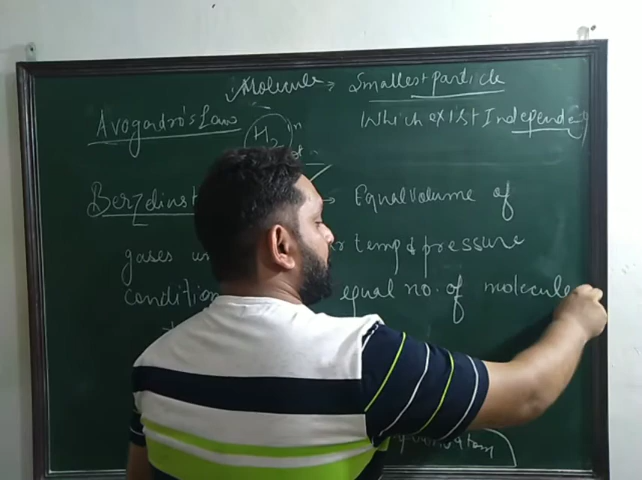 Molecule → Smallest particle
Avogadro's Law
Which exist Independently
H2
Berzelius
Equal volume of
gases
temp & pressure
condition
equal no. of molecule
atom